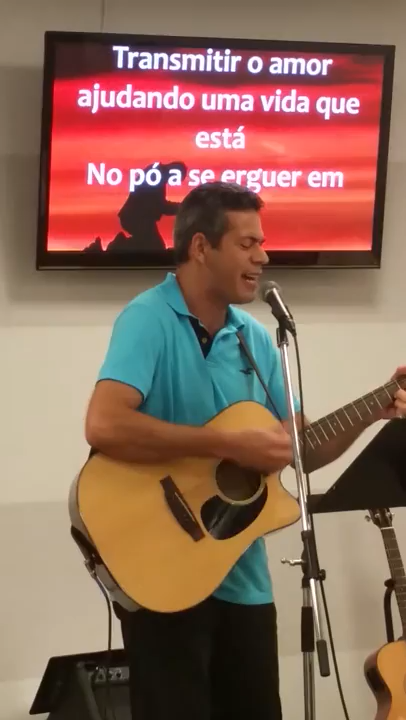 Transmitir o amor
ajudando uma vida que
está
No pó a se erguer em